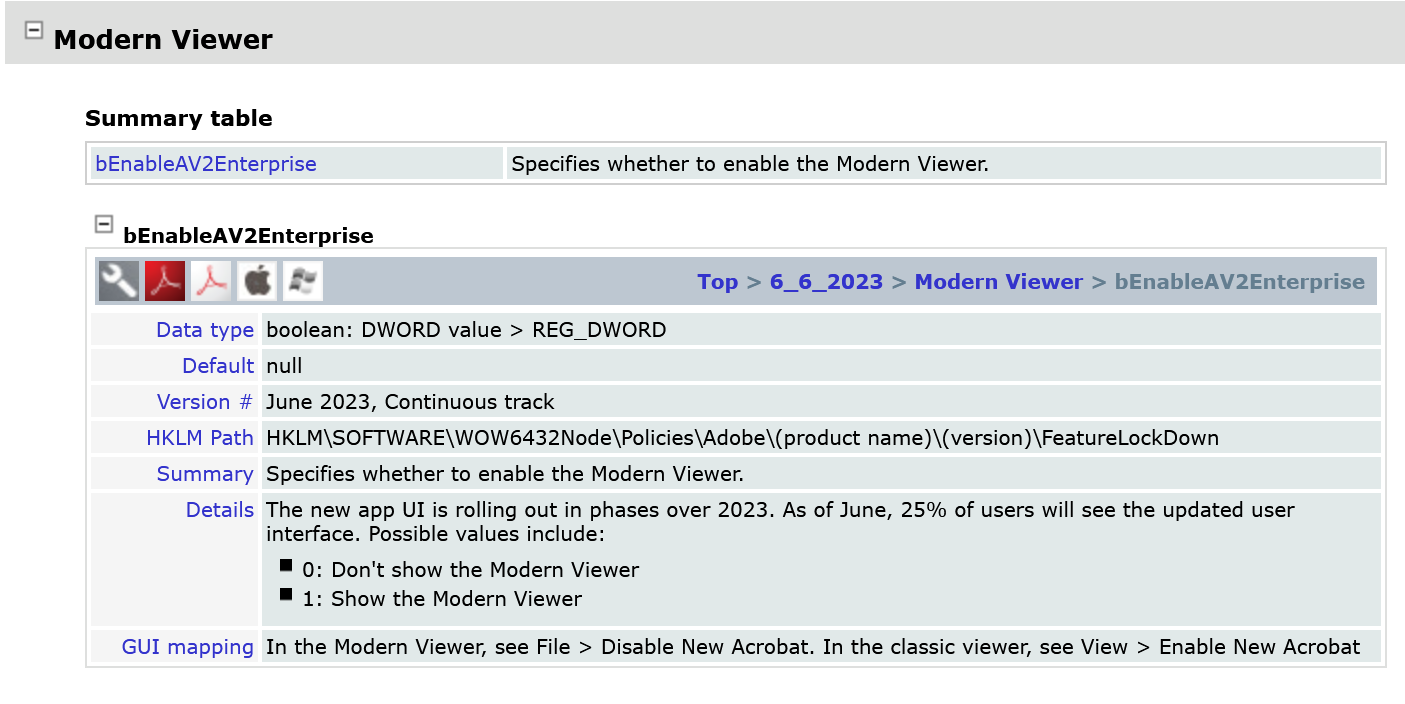 Modern Viewer
Summary table
bEnableAV2Enterprise Specifies whether to enable the Modern Viewer.
bEnableAV2Enterprise
Top > 6_6_2023 > Modern Viewer > bEnableAV2Enterprise
Data type boolean: DWORD value > REG_DWORD
Default null
Version # June 2023, Continuous track
HKLM Path HKLM\SOFTWARE\WOW6432Node\Policies\Adobe\(product name)\(version)\FeatureLockDown
Summary Specifies whether to enable the Modern Viewer.
Details The new app UI is rolling out in phases over 2023. As of June, 25% of users will see the updated user
interface. Possible values include:
0: Don't show the Modern Viewer
1: Show the Modern Viewer
GUI mapping In the Modern Viewer, see File > Disable New Acrobat. In the classic viewer, see View > Enable New Acrobat